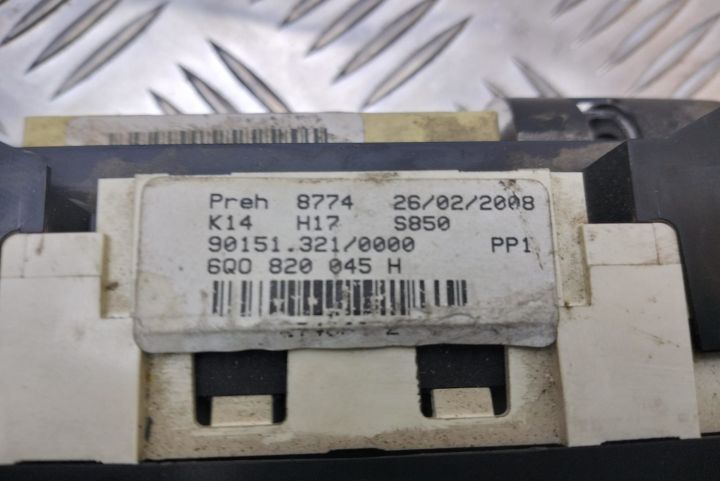 Preh 8774 26/02/2008
K14 H17 S850
90151.321/0000 PP1
6Q0 820 045 H